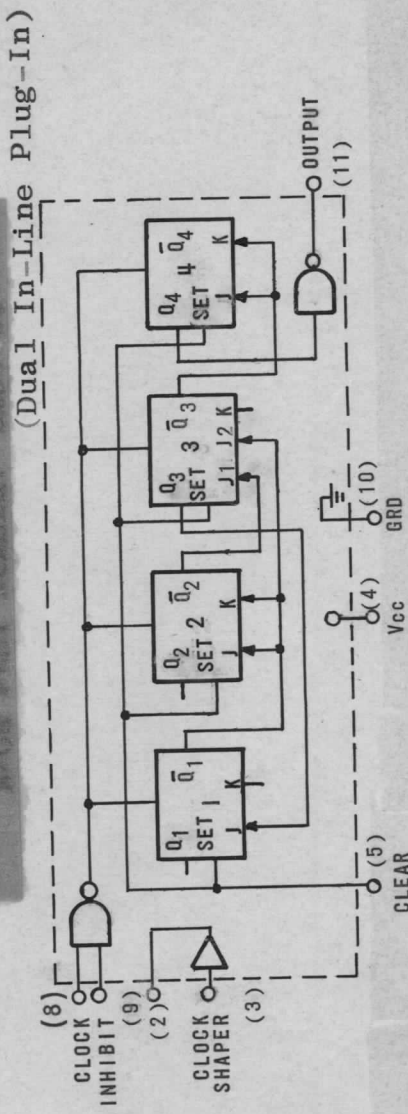 (Dual In-Line Plug-In)
(8)
CLOCK
INHIBIT
(9)
(2)
CLOCK
SHAPER
(3)
Q1 Q̅1
SET 1
J K
Q2 Q̅2
SET 2
J K
Q3 Q̅3
SET 3
J1 J2 K
Q4 Q̅4
SET 4
J K
OUTPUT
(11)
(5)
CLEAR
(4)
Vcc
(10)
GRD